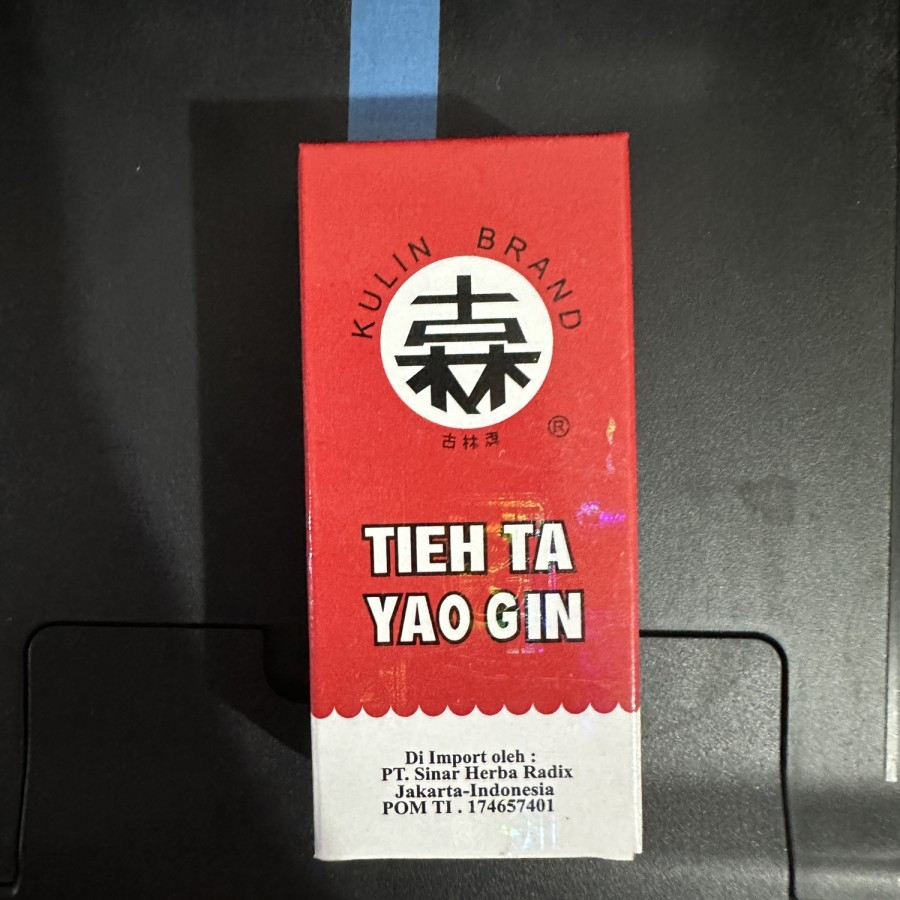 KULIN BRAND
古林
®
TIEH TA
YAO GIN
Di Import oleh :
PT. Sinar Herba Radix
Jakarta-Indonesia
POM TI . 174657401